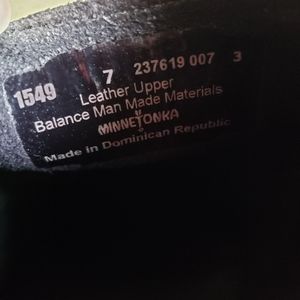 1549 7 237619 007 3
Leather Upper
Balance Man Made Materials
MINNETONKA
Made in Dominican Republic